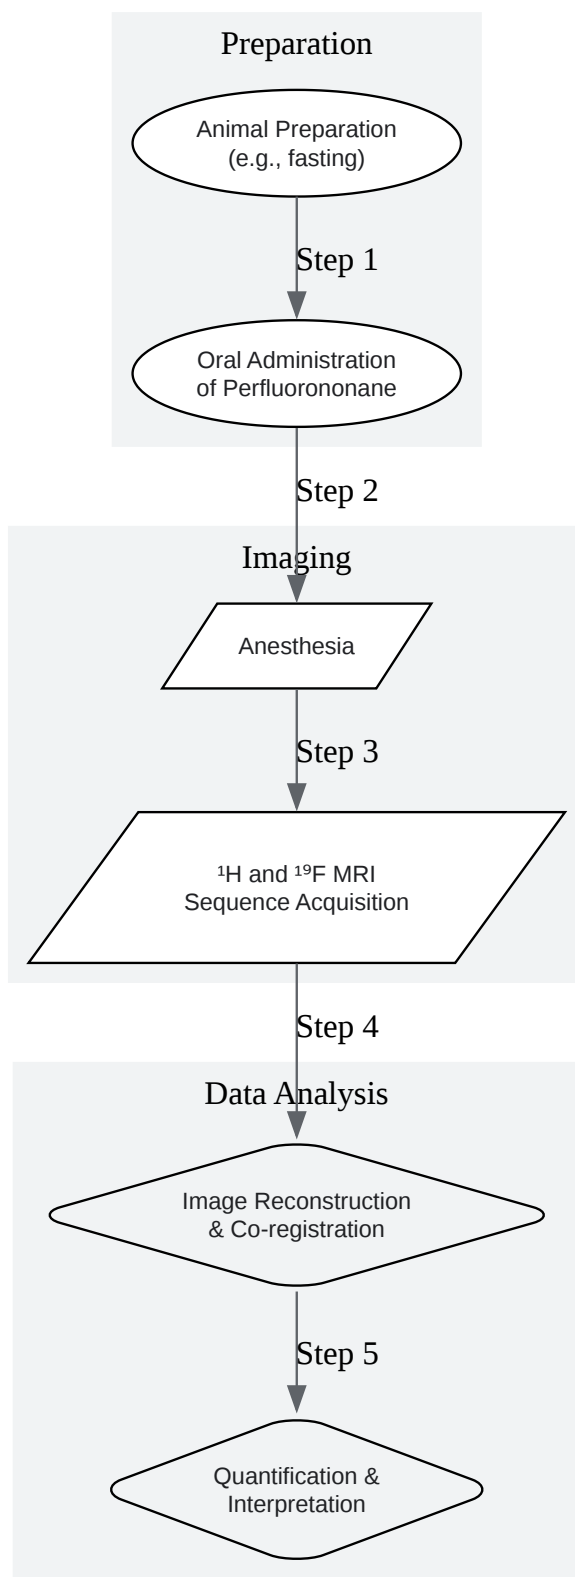 Preparation
Animal Preparation
(e.g., fasting)
Step 1
Oral Administration
of Perfluorononane
Step 2
Imaging
Anesthesia
Step 3
¹H and ¹⁹F MRI
Sequence Acquisition
Step 4
Data Analysis
Image Reconstruction
& Co-registration
Step 5
Quantification &
Interpretation